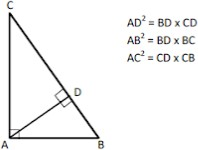 C
AD² = BD x CD
AB² = BD x BC
AC² = CD x CB
D
A
B